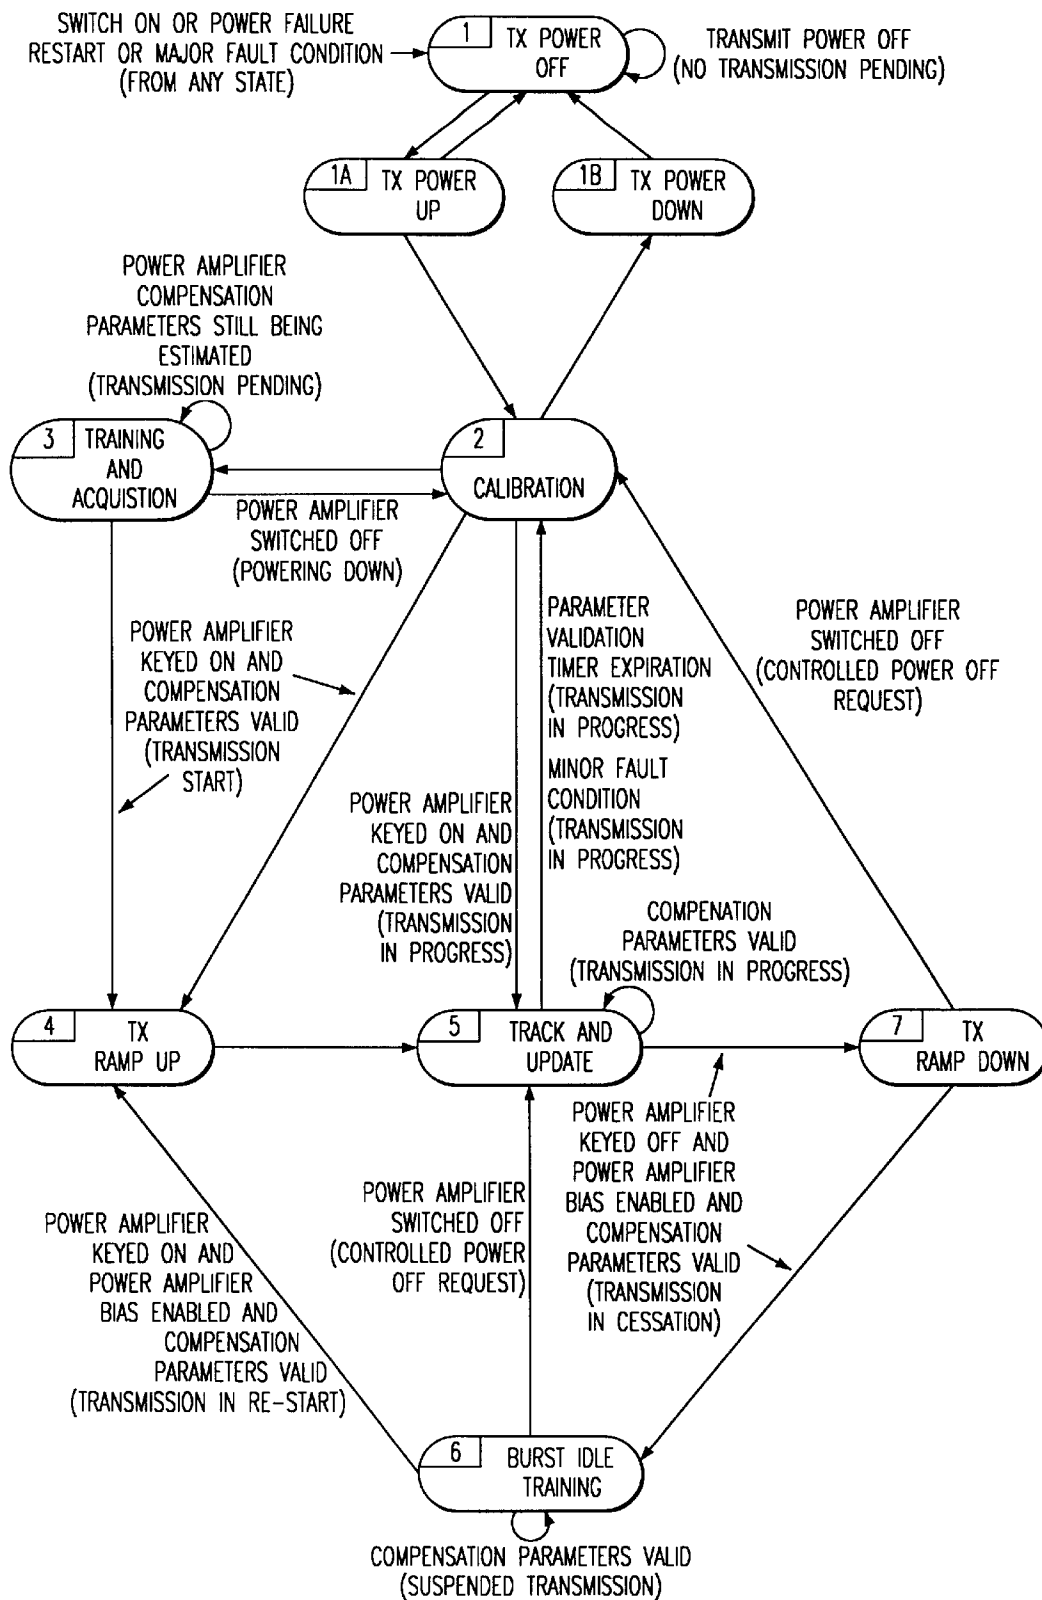 SWITCH ON OR POWER FAILURE
RESTART OR MAJOR FAULT CONDITION
(FROM ANY STATE)
1
TX POWER
OFF
TRANSMIT POWER OFF
(NO TRANSMISSION PENDING)
1A
TX POWER
UP
1B
TX POWER
DOWN
POWER AMPLIFIER
COMPENSATION
PARAMETERS STILL BEING
ESTIMATED
(TRANSMISSION PENDING)
3
TRAINING
AND
ACQUISTION
2
CALIBRATION
POWER AMPLIFIER
SWITCHED OFF
(POWERING DOWN)
POWER AMPLIFIER
KEYED ON AND
COMPENSATION
PARAMETERS VALID
(TRANSMISSION
START)
PARAMETER
VALIDATION
TIMER EXPIRATION
(TRANSMISSION
IN PROGRESS)
MINOR FAULT
CONDITION
(TRANSMISSION
IN PROGRESS)
POWER AMPLIFIER
SWITCHED OFF
(CONTROLLED POWER OFF
REQUEST)
POWER AMPLIFIER
KEYED ON AND
COMPENSATION
PARAMETERS VALID
(TRANSMISSION
IN PROGRESS)
COMPENATION
PARAMETERS VALID
(TRANSMISSION IN PROGRESS)
4
TX
RAMP UP
5
TRACK AND
UPDATE
7
TX
RAMP DOWN
POWER AMPLIFIER
KEYED OFF AND
POWER AMPLIFIER
BIAS ENABLED AND
COMPENSATION
PARAMETERS VALID
(TRANSMISSION
IN CESSATION)
POWER AMPLIFIER
SWITCHED OFF
(CONTROLLED POWER
OFF REQUEST)
POWER AMPLIFIER
KEYED ON AND
POWER AMPLIFIER
BIAS ENABLED AND
COMPENSATION
PARAMETERS VALID
(TRANSMISSION IN RE-START)
6
BURST IDLE
TRAINING
COMPENSATION PARAMETERS VALID
(SUSPENDED TRANSMISSION)